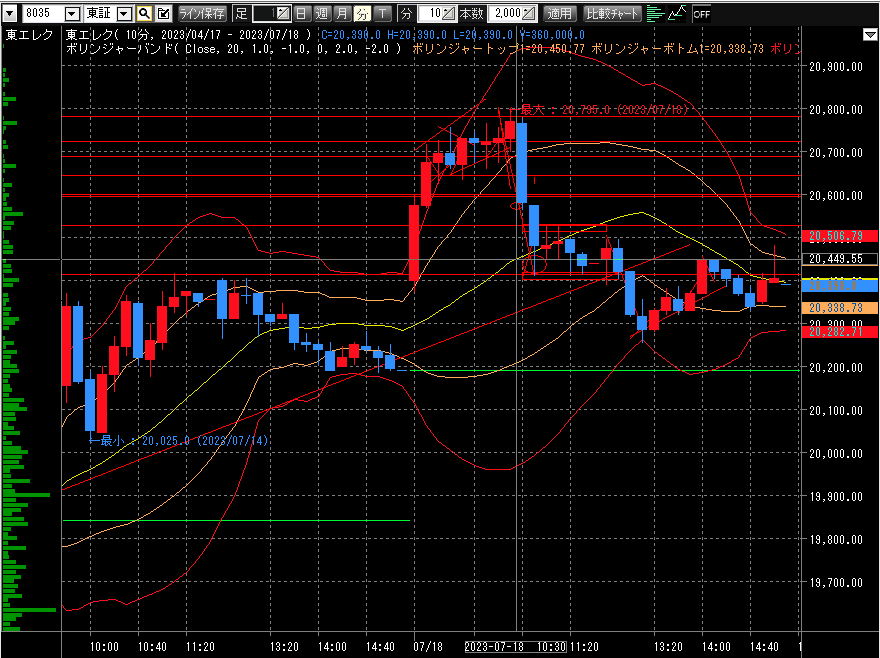 8035 東証 ライン保存 足 1 日 週 月 分 T 分 10 本数 2,000 適用 比較チャート OFF
東エレク
東エレク( 10分, 2023/04/17 - 2023/07/18 ) C=20,390.0 H=20,390.0 L=20,390.0 V=360,000.0
ボリンジャーバンド( Close, 20, 1.0, -1.0, 0, 2.0, -2.0 ) ボリンジャートップ1=20,450.77 ボリンジャーボトム1=20,338.73 ボリン
20,900.00
最大 : 20,735.0 (2023/07/18)
20,800.00
20,700.00
20,600.00
20,506.79
20,449.55
20,338.73
20,300.00
20,282.71
20,200.00
20,100.00
最小 : 20,025.0 (2023/07/14)
20,000.00
19,900.00
19,800.00
19,700.00
10:00 10:40 11:20 13:20 14:00 14:40 07/18 2023-07-18 10:30 11:20 13:20 14:00 14:40 1